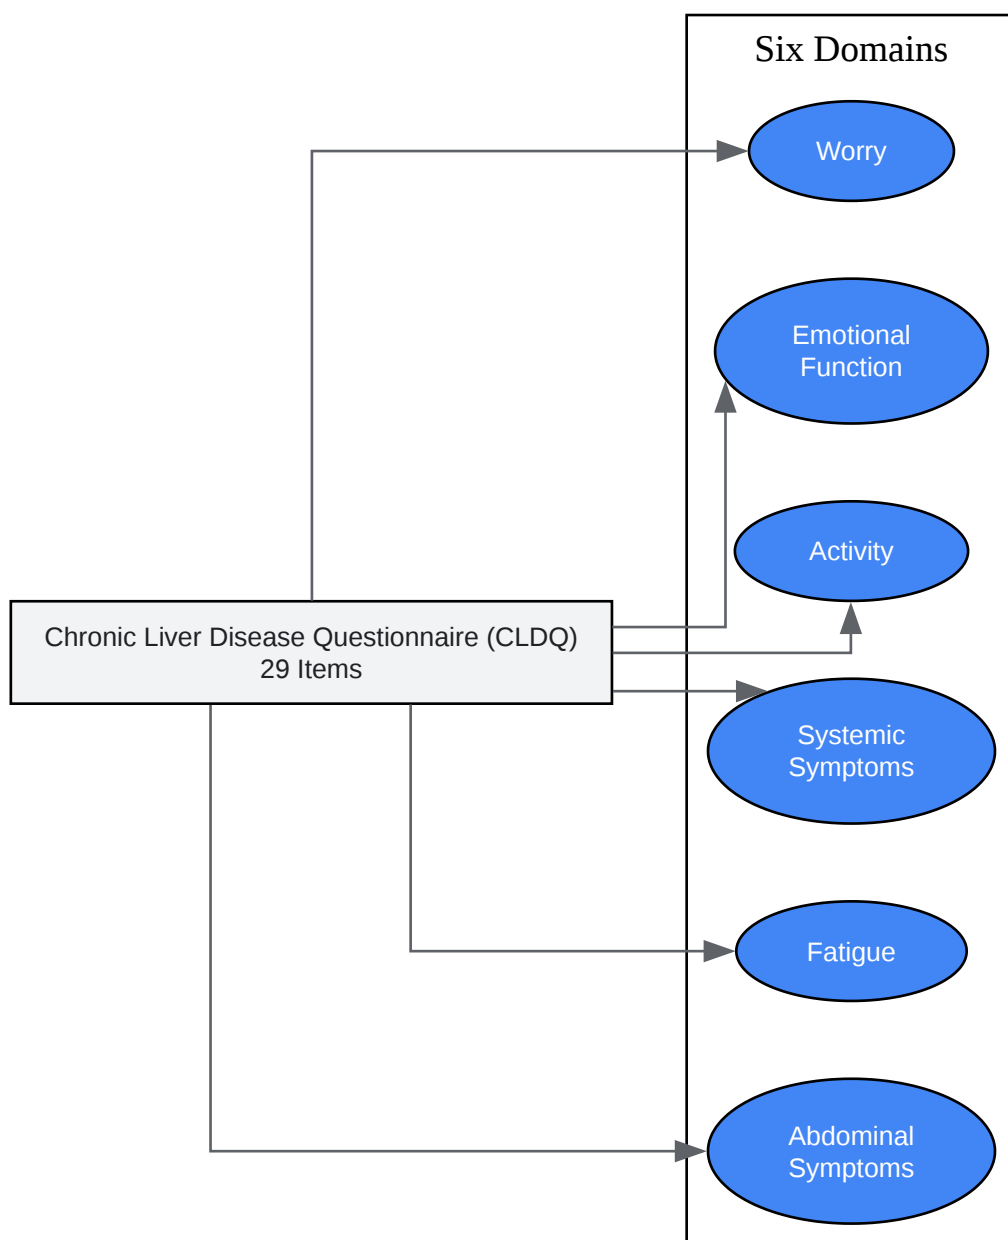 Six Domains
Worry
Emotional
Function
Activity
Chronic Liver Disease Questionnaire (CLDQ)
29 Items
Systemic
Symptoms
Fatigue
Abdominal
Symptoms